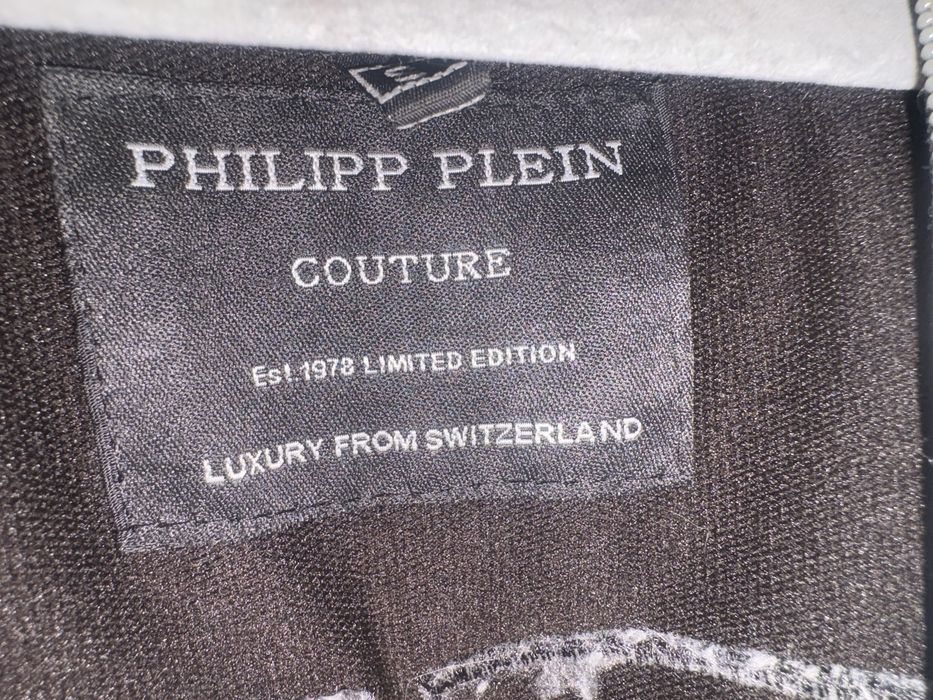 PHILIPP PLEIN
COUTURE
Est.1978 LIMITED EDITION
LUXURY FROM SWITZERLAND